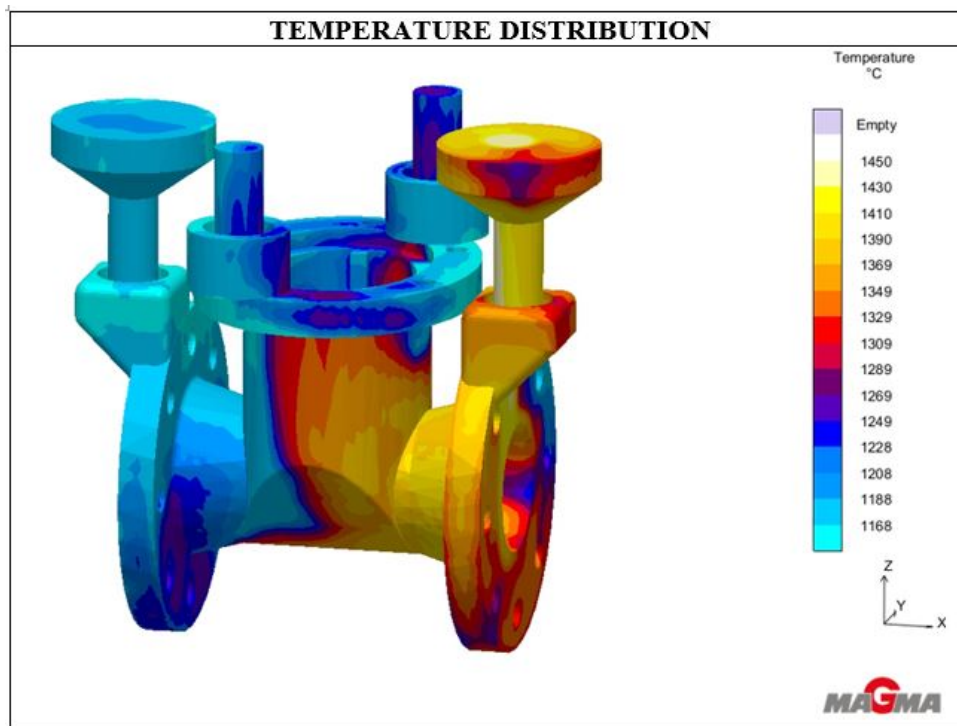 TEMPERATURE DISTRIBUTION
Temperature
°C
Empty
1450
1430
1410
1390
1369
1349
1329
1309
1289
1269
1249
1228
1208
1188
1168
Z
Y
X
MAGMA